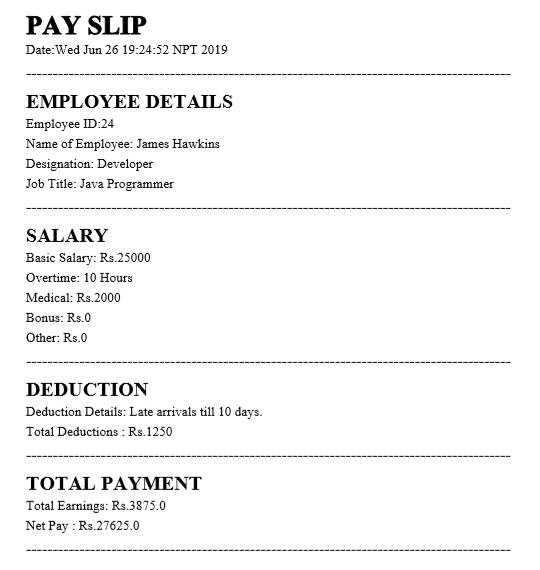 PAY SLIP
Date:Wed Jun 26 19:24:52 NPT 2019
--------------------------------------------------------------------------------------------
EMPLOYEE DETAILS
Employee ID:24
Name of Employee: James Hawkins
Designation: Developer
Job Title: Java Programmer
--------------------------------------------------------------------------------------------
SALARY
Basic Salary: Rs.25000
Overtime: 10 Hours
Medical: Rs.2000
Bonus: Rs.0
Other: Rs.0
--------------------------------------------------------------------------------------------
DEDUCTION
Deduction Details: Late arrivals till 10 days.
Total Deductions : Rs.1250
--------------------------------------------------------------------------------------------
TOTAL PAYMENT
Total Earnings: Rs.3875.0
Net Pay : Rs.27625.0
--------------------------------------------------------------------------------------------